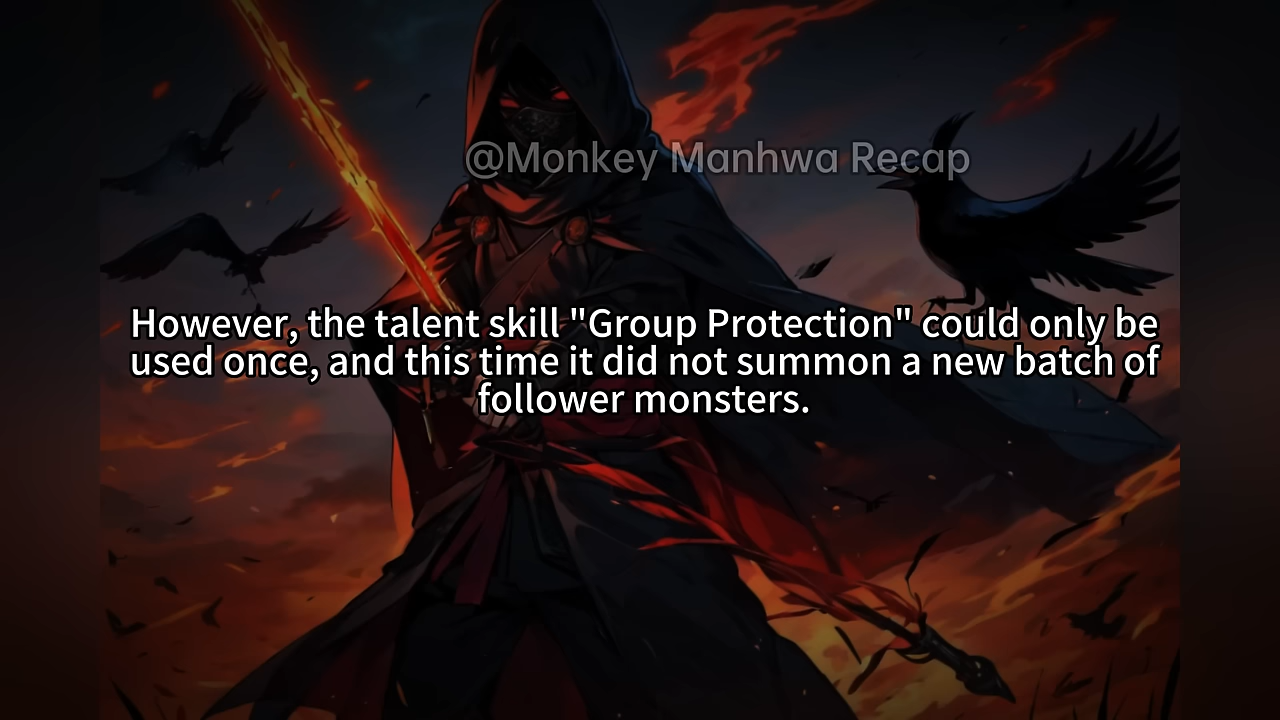 @Monkey Manhwa Recap
However, the talent skill "Group Protection" could only be
used once, and this time it did not summon a new batch of
follower monsters.